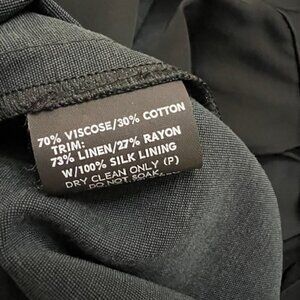 70% VISCOSE/30% COTTON
TRIM:
73% LINEN/27% RAYON
W/100% SILK LINING
DRY CLEAN ONLY (P)
DO NOT SOAK